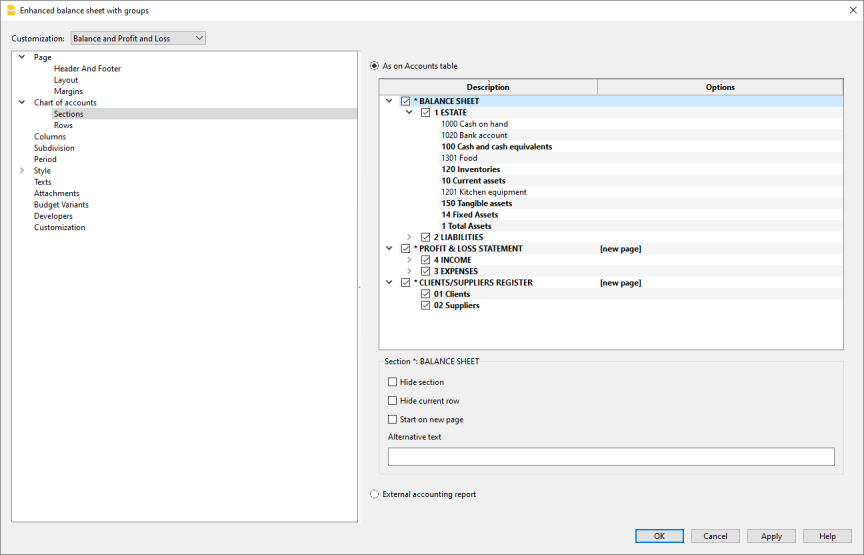 Enhanced balance sheet with groups
Customization: Balance and Profit and Loss
Page
Header And Footer
Layout
Margins
Chart of accounts
Sections
Rows
Columns
Subdivision
Period
Style
Texts
Attachments
Budget Variants
Developers
Customization
As on Accounts table
Description Options
* BALANCE SHEET
1 ESTATE
1000 Cash on hand
1020 Bank account
100 Cash and cash equivalents
1301 Food
120 Inventories
10 Current assets
1201 Kitchen equipment
150 Tangible assets
14 Fixed Assets
1 Total Assets
2 LIABILITIES
* PROFIT & LOSS STATEMENT [new page]
4 INCOME
3 EXPENSES
* CLIENTS/SUPPLIERS REGISTER [new page]
01 Clients
02 Suppliers
Section *: BALANCE SHEET
Hide section
Hide current row
Start on new page
Alternative text
External accounting report
OK Cancel Apply Help